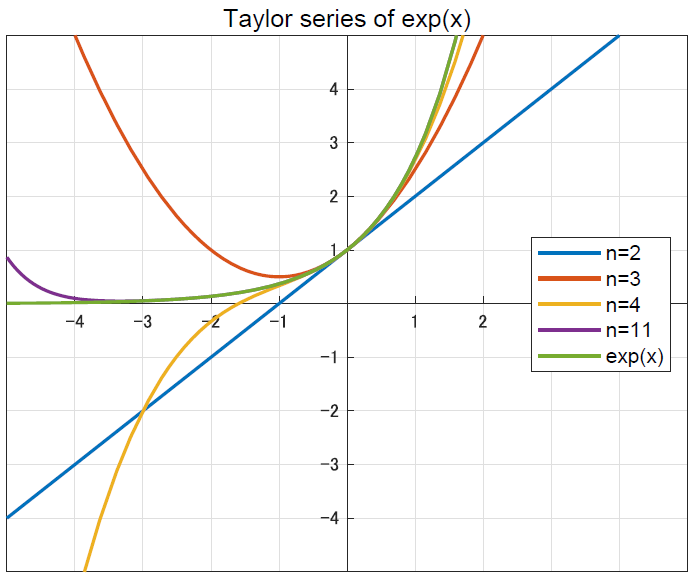 Taylor series of exp(x)
4
3
2
1
-4 -3 -2 -1 1 2
-1
-2
-3
-4
n=2
n=3
n=4
n=11
exp(x)